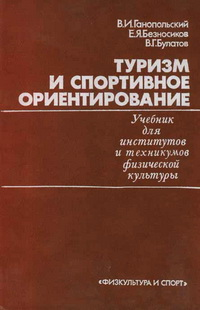 В.И.Ганопольский
Е.Я.Безносиков
В.Г.Булатов
ТУРИЗМ
И СПОРТИВНОЕ
ОРИЕНТИРОВАНИЕ
Учебник для
институтов
и техникумов
физической
культуры
«ФИЗКУЛЬТУРА И СПОРТ»